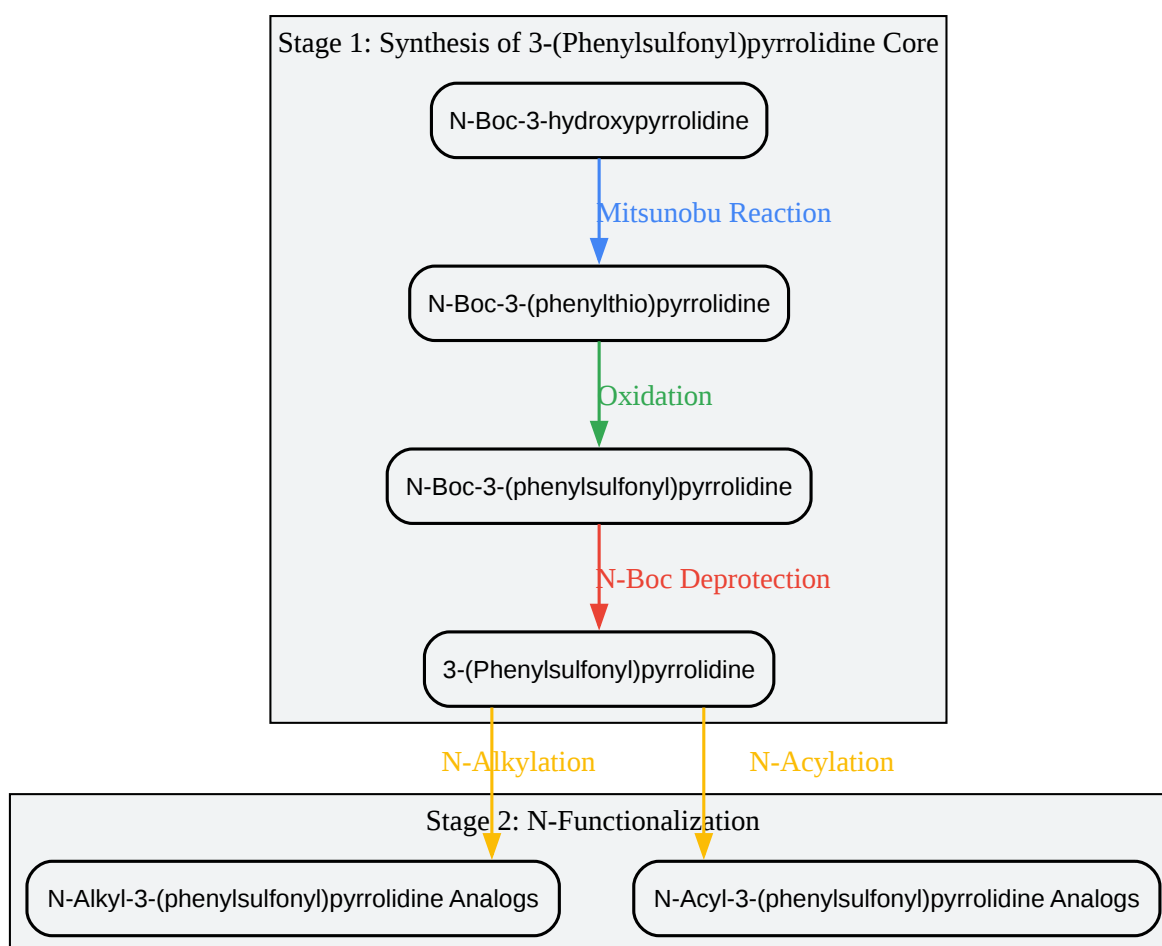 Stage 1: Synthesis of 3-(Phenylsulfonyl)pyrrolidine Core
N-Boc-3-hydroxypyrrolidine
Mitsunobu Reaction
N-Boc-3-(phenylthio)pyrrolidine
Oxidation
N-Boc-3-(phenylsulfonyl)pyrrolidine
N-Boc Deprotection
3-(Phenylsulfonyl)pyrrolidine
N-Alkylation
N-Acylation
Stage 2: N-Functionalization
N-Alkyl-3-(phenylsulfonyl)pyrrolidine Analogs
N-Acyl-3-(phenylsulfonyl)pyrrolidine Analogs